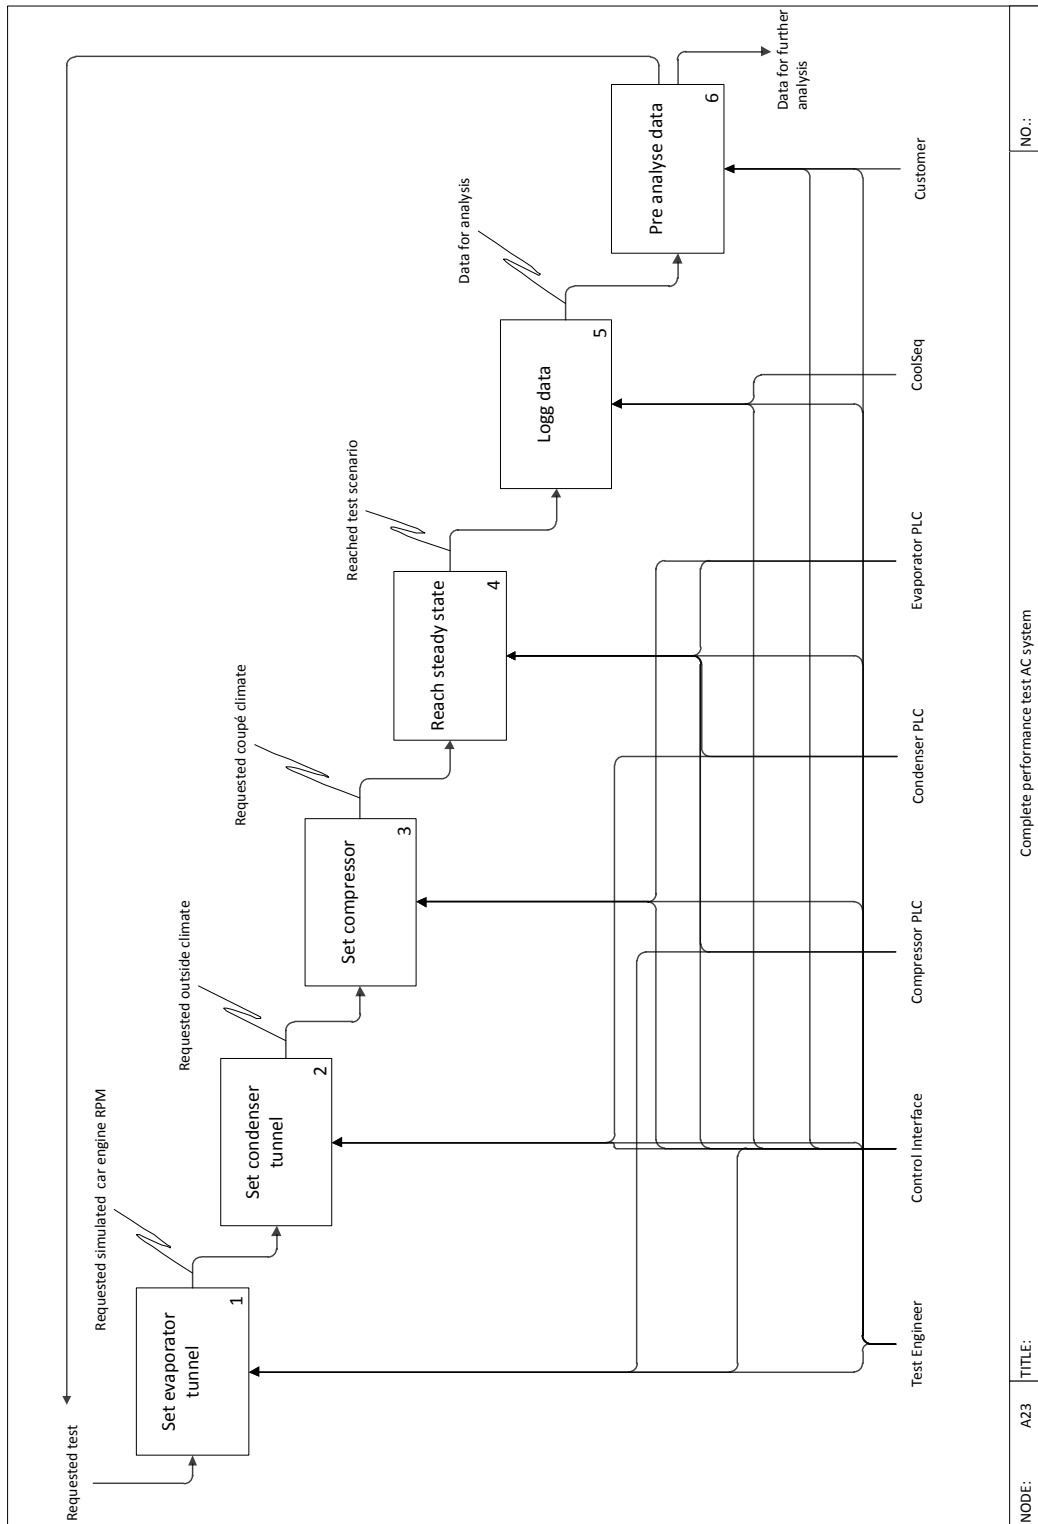 Requested test
Set evaporator
tunnel
1
Requested simulated car engine RPM
Set condenser
tunnel
2
Requested outside climate
Set compressor
3
Requested coupé climate
Reach steady state
4
Reached test scenario
Logg data
5
Data for analysis
Pre analyse data
6
Data for further
analysis
Test Engineer
Control Interface
Compressor PLC
Condenser PLC
Evaporator PLC
CoolSeq
Customer
NODE:
A23
TITLE:
Complete performance test AC system
NO.: